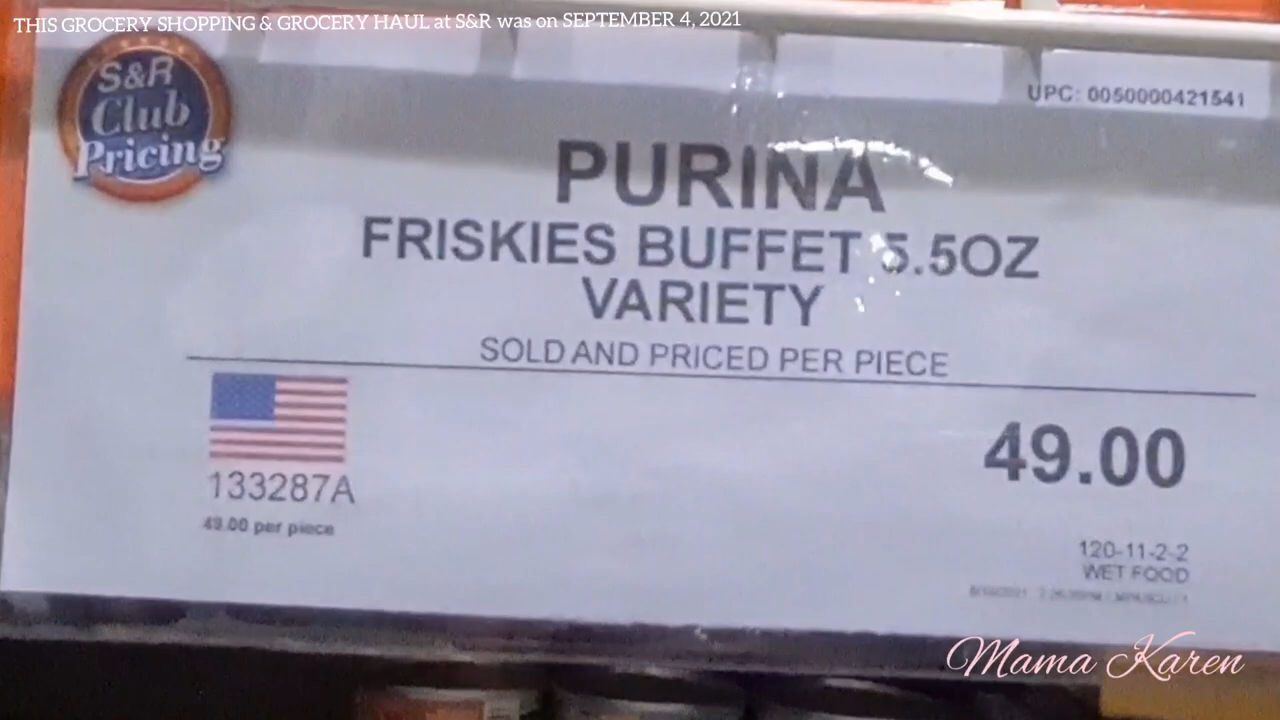 THIS GROCERY SHOPPING & GROCERY HAUL at S&R was on SEPTEMBER 4, 2021
S&R
Club
Pricing
UPC: 0050000421541
PURINA
FRISKIES BUFFET 5.5OZ
VARIETY
SOLD AND PRICED PER PIECE
49.00
133287A
49.00 per piece
120-11-2-2
WET FOOD
Mama Karen